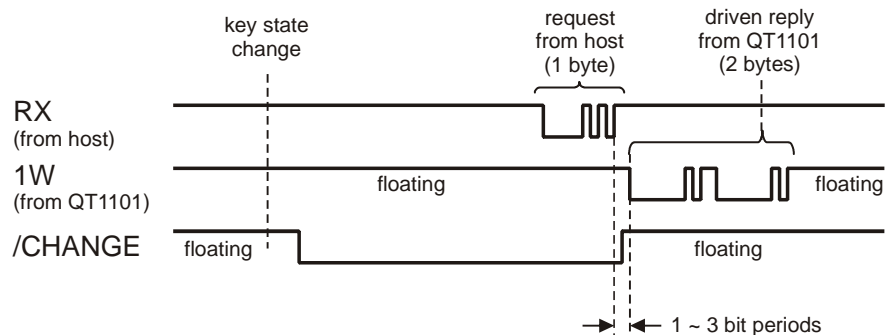 key state
change
request
from host
(1 byte)
driven reply
from QT1101
(2 bytes)
RX
(from host)
1W
(from QT1101)
floating
floating
/CHANGE
floating
floating
1 ~ 3 bit periods